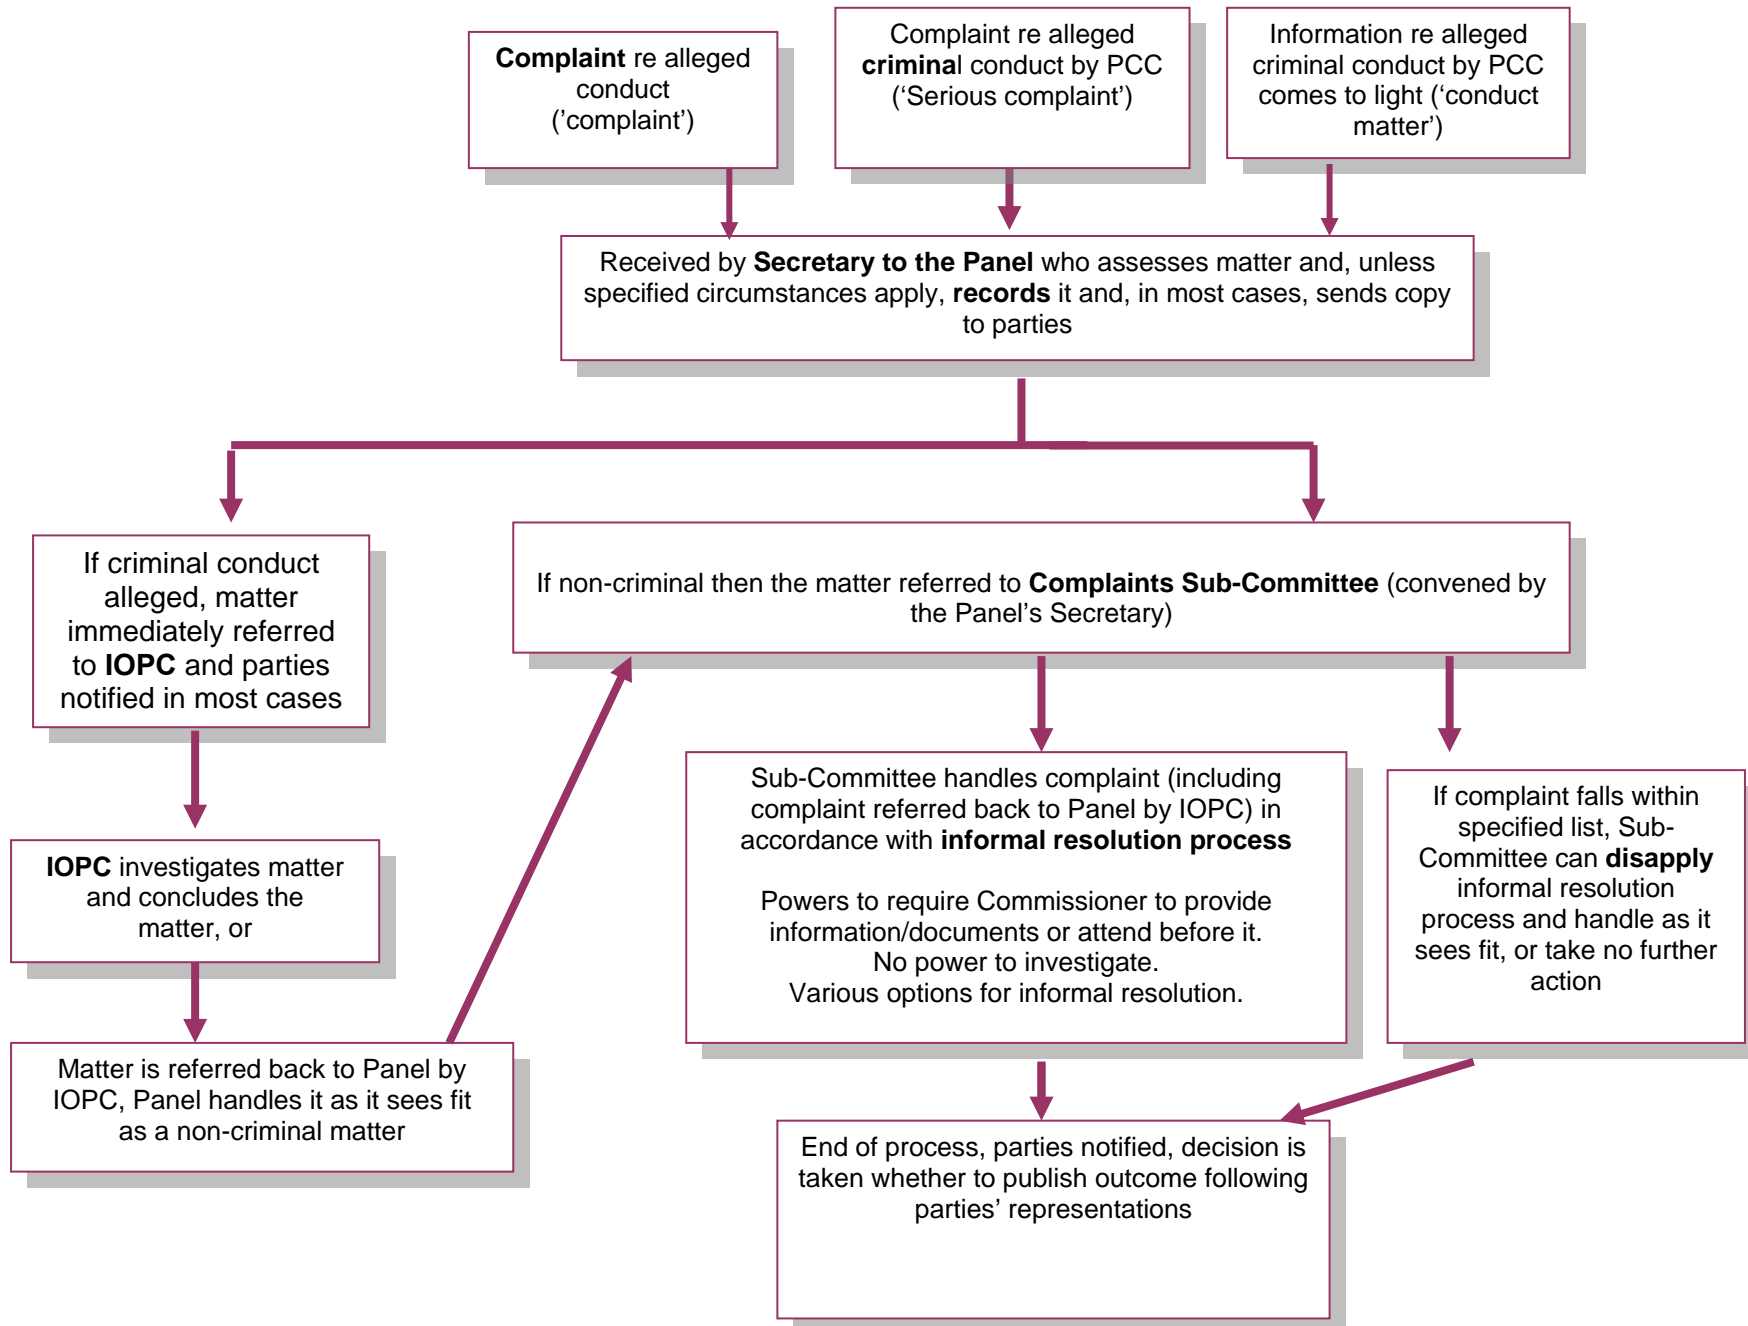 Complaint re alleged
conduct
(’complaint’)
Complaint re alleged
criminal conduct by PCC
(‘Serious complaint’)
Information re alleged
criminal conduct by PCC
comes to light (‘conduct
matter’)
Received by Secretary to the Panel who assesses matter and, unless
specified circumstances apply, records it and, in most cases, sends copy
to parties
If criminal conduct
alleged, matter
immediately referred
to IOPC and parties
notified in most cases
If non-criminal then the matter referred to Complaints Sub-Committee (convened by
the Panel’s Secretary)
IOPC investigates matter
and concludes the
matter, or
Sub-Committee handles complaint (including
complaint referred back to Panel by IOPC) in
accordance with informal resolution process
Powers to require Commissioner to provide
information/documents or attend before it.
No power to investigate.
Various options for informal resolution.
If complaint falls within
specified list, Sub-
Committee can disapply
informal resolution
process and handle as it
sees fit, or take no further
action
Matter is referred back to Panel by
IOPC, Panel handles it as it sees fit
as a non-criminal matter
End of process, parties notified, decision is
taken whether to publish outcome following
parties’ representations